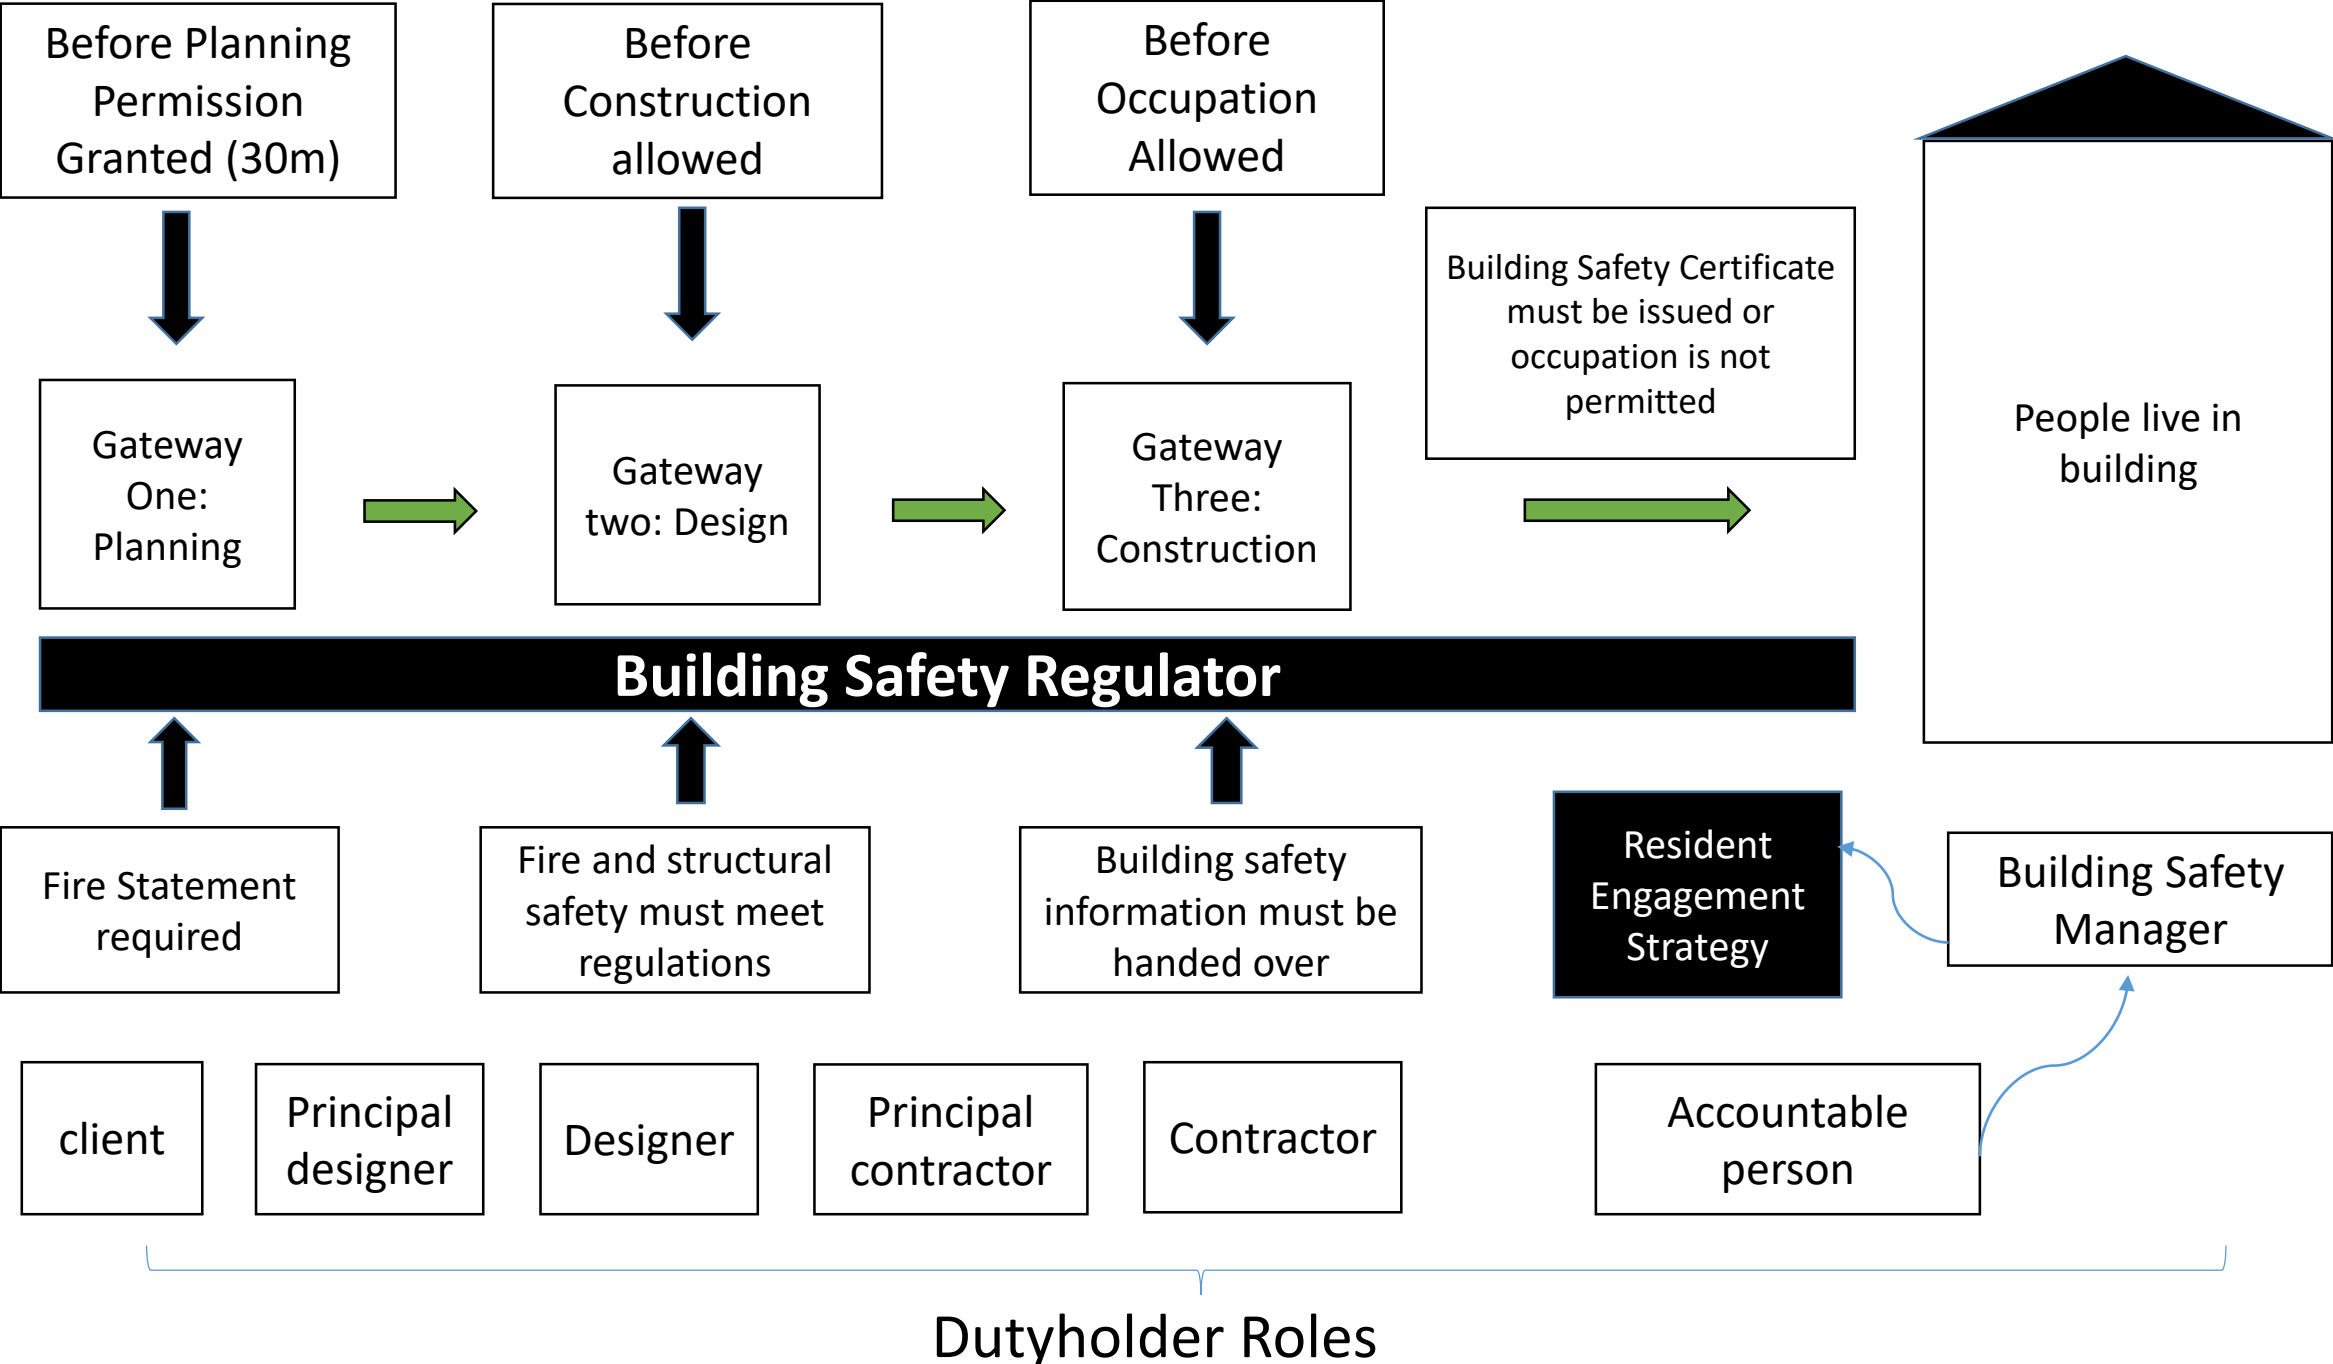 Before Planning
Permission
Granted (30m)
Before
Construction
allowed
Before
Occupation
Allowed
Building Safety Certificate
must be issued or
occupation is not
permitted
People live in
building
Gateway
One:
Planning
Gateway
two: Design
Gateway
Three:
Construction
Building Safety Regulator
Fire Statement
required
Fire and structural
safety must meet
regulations
Building safety
information must be
handed over
Resident
Engagement
Strategy
Building Safety
Manager
client
Principal
designer
Designer
Principal
contractor
Contractor
Accountable
person
Dutyholder Roles